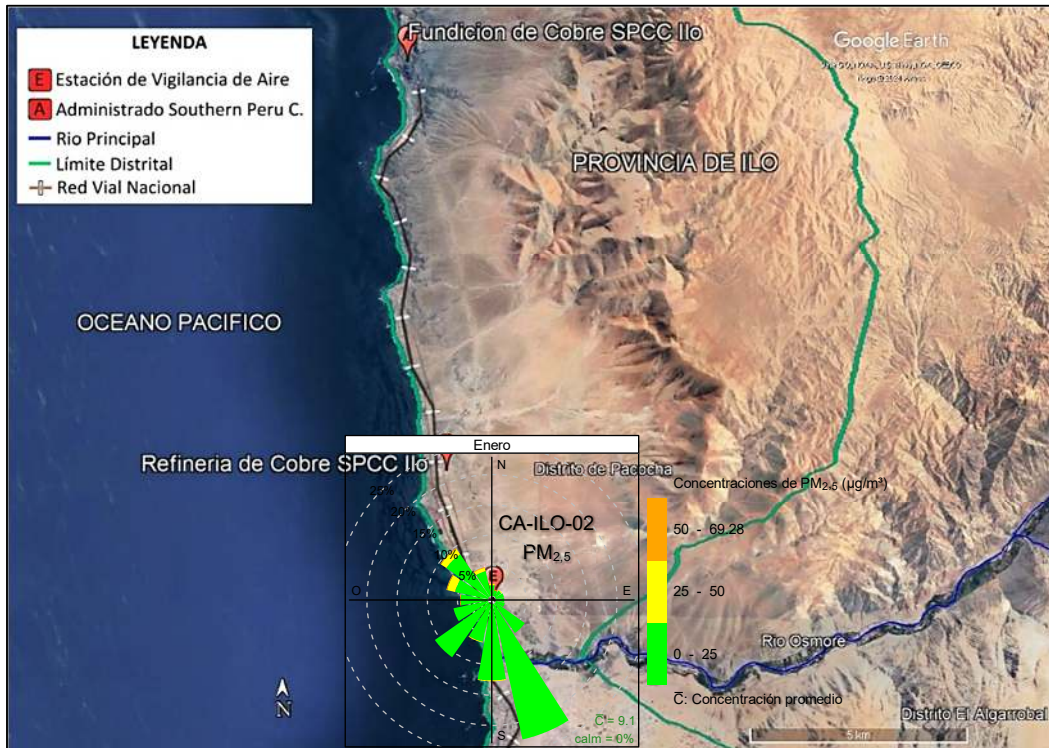 LEYENDA
E Estación de Vigilancia de Aire
A Administrado Southern Peru C.
Rio Principal
Límite Distrital
Red Vial Nacional
Fundicion de Cobre SPCC Ilo
Google Earth
PROVINCIA DE ILO
OCEANO PACIFICO
Refineria de Cobre SPCC Ilo
Enero
N
Distrito de Pacocha
25%
20%
15%
10%
5%
CA-ILO-02
PM2.5
E
O
E
S
C̅ = 9.1
calm = 0%
Concentraciones de PM2.5 (µg/m³)
50 - 69.28
25 - 50
0 - 25
C̅: Concentración promedio
Rio Osmore
Distrito El Algarrobal
N
5 km